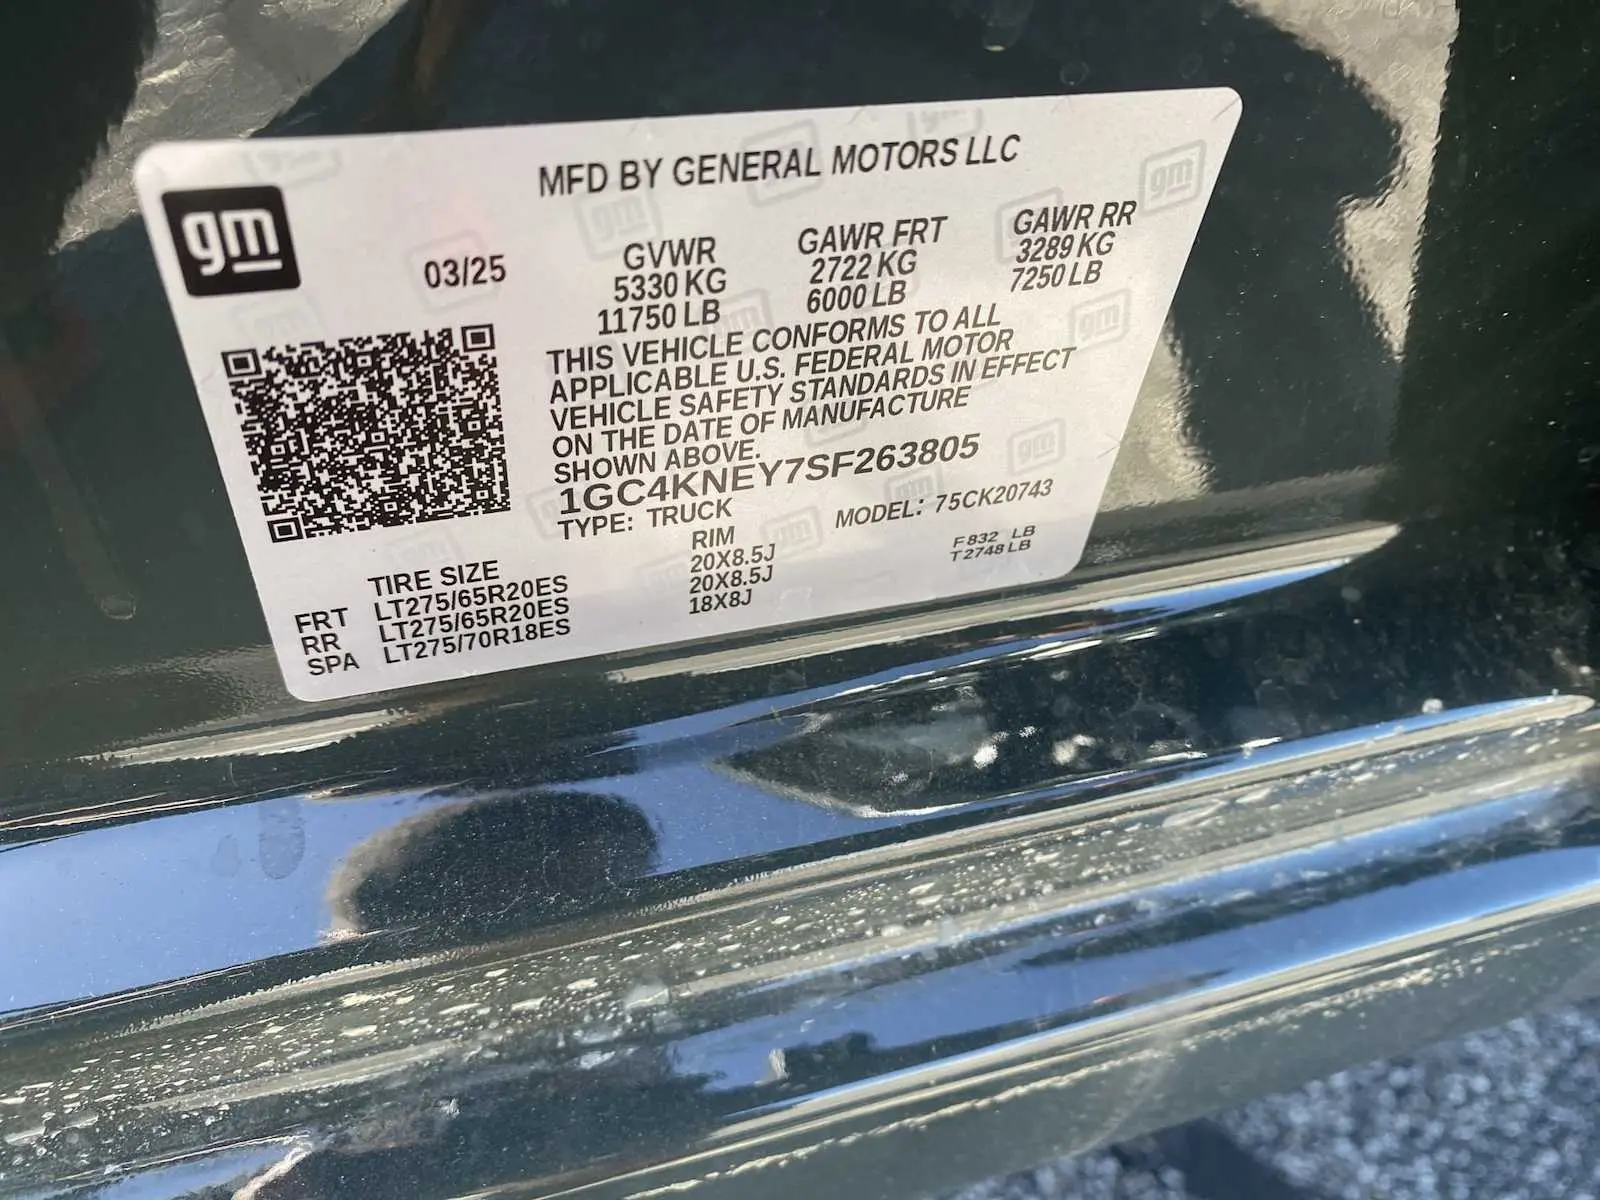 gm
MFD BY GENERAL MOTORS LLC
03/25
GVWR
5330 KG
11750 LB
GAWR FRT
2722 KG
6000 LB
GAWR RR
3289 KG
7250 LB
THIS VEHICLE CONFORMS TO ALL
APPLICABLE U.S. FEDERAL MOTOR
VEHICLE SAFETY STANDARDS IN EFFECT
ON THE DATE OF MANUFACTURE
SHOWN ABOVE.
1GC4KNEY7SF263805
TYPE: TRUCK
MODEL: 75CK20743
TIRE SIZE RIM
FRT LT275/65R20ES 20X8.5J
RR LT275/65R20ES 20X8.5J
SPA LT275/70R18ES 18X8J
F 832 LB
T 2748 LB